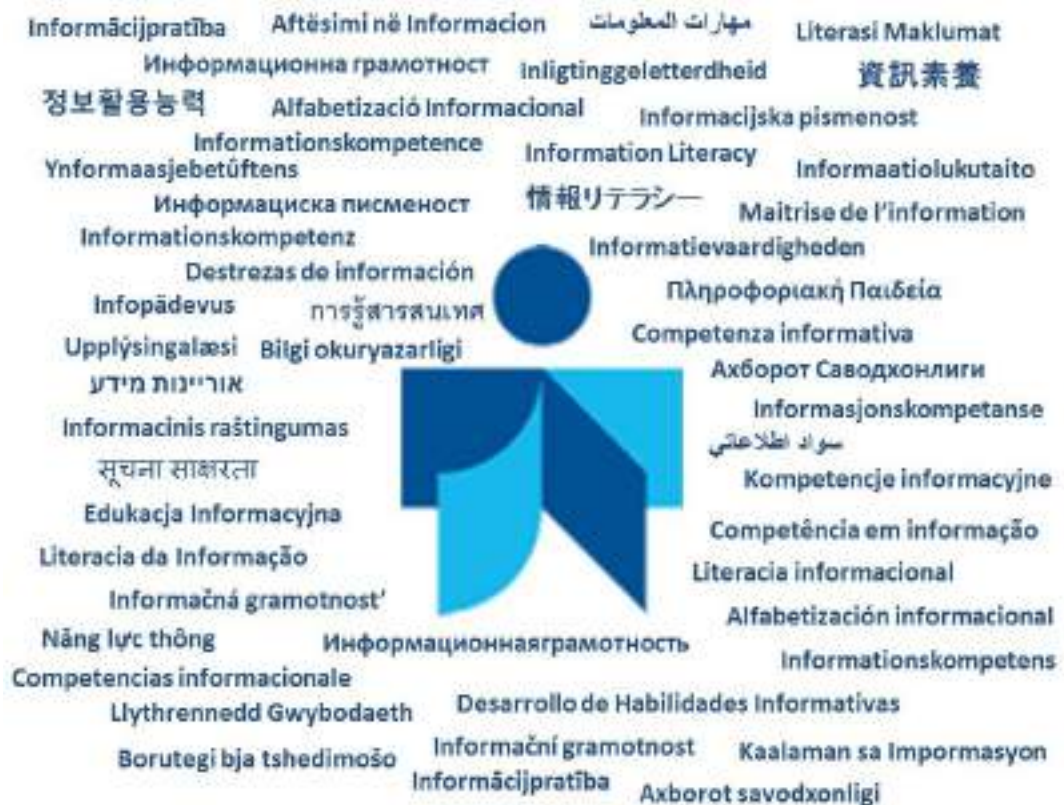 Informācijpratība
Aftësimi në Informacion
مهارات المعلومات
Literasi Maklumat
Информационна грамотност
Inligtinggeletterdheid
資訊素養
정보활용능력
Alfabetizació Informacional
Informacijska pismenost
Informationskompetence
Information Literacy
Ynformaasjebetûftens
Informaatiolukutaito
Информациска писменост
情報リテラシー
Maitrise de l'information
Informationskompetenz
Informatievaardigheden
Destrezas de información
Πληροφοριακή Παιδεία
Infopädevus
การรู้สารสนเทศ
Competenza informativa
Upplýsingalæsi
Bilgi okuryazarligi
Ахборот Саводхонлиги
אוריינות מידע
Informasjonskompetanse
Informacinis raštingumas
سواد اطلاعاتي
सूचना साक्षरता
Kompetencje informacyjne
Edukacja Informacyjna
Competência em informação
Literacia da Informação
Literacia informacional
Informačná gramotnost'
Alfabetización informacional
Năng lực thông
Информационнаяграмотность
Informationskompetens
Competencias informacionale
Llythrennedd Gwybodaeth
Desarrollo de Habilidades Informativas
Borutegi bja tshedimošo
Informační gramotnost
Kaalaman sa Impormasyon
Informācijpratība
Axborot savodxonligi